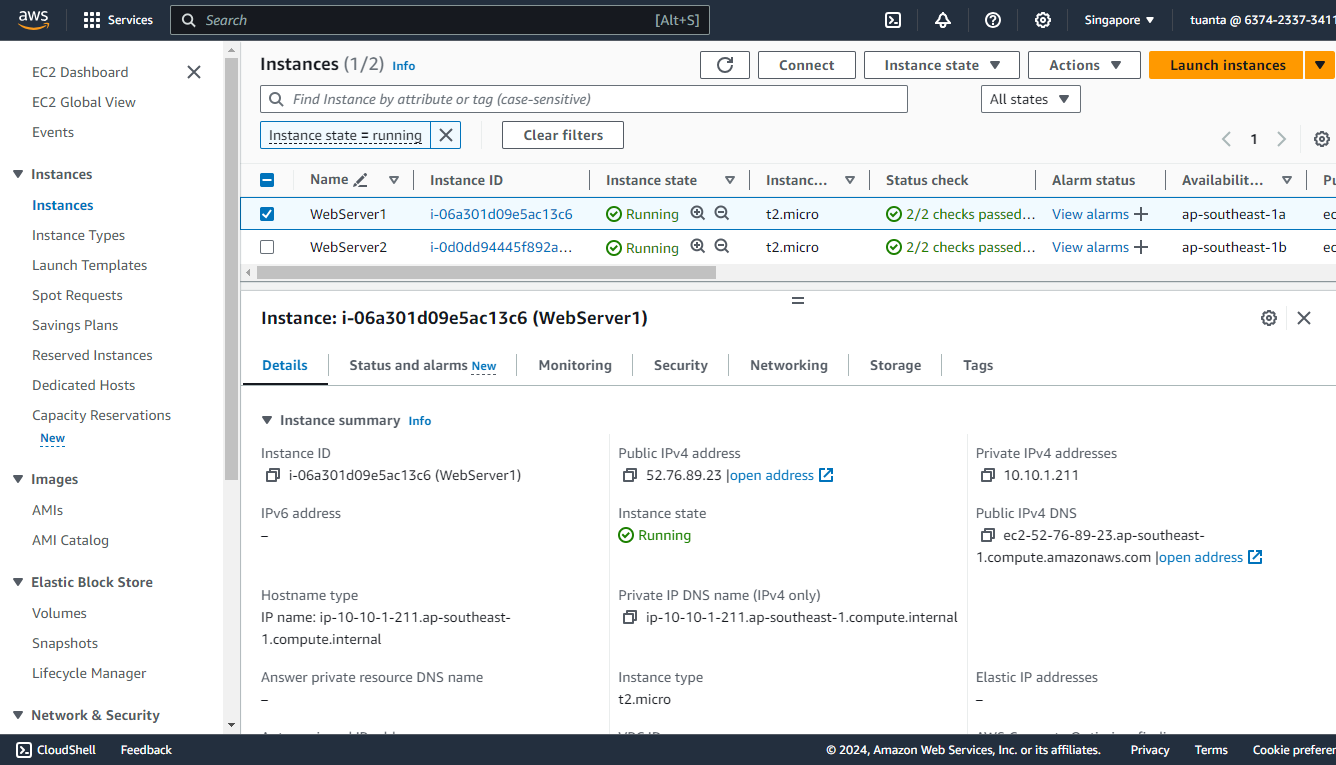 aws Services Search [Alt+S] Singapore tuanta @ 6374-2337-3411
EC2 Dashboard
EC2 Global View
Events
Instances
Instances
Instance Types
Launch Templates
Spot Requests
Savings Plans
Reserved Instances
Dedicated Hosts
Capacity Reservations
New
Images
AMIs
AMI Catalog
Elastic Block Store
Volumes
Snapshots
Lifecycle Manager
Network & Security
Instances (1/2) Info Connect Instance state Actions Launch instances
Find Instance by attribute or tag (case-sensitive) All states
Instance state = running Clear filters 1
Name Instance ID Instance state Instanc... Status check Alarm status Availabilit...
WebServer1 i-06a301d09e5ac13c6 Running t2.micro 2/2 checks passed... View alarms ap-southeast-1a
WebServer2 i-0d0dd94445f892a... Running t2.micro 2/2 checks passed... View alarms ap-southeast-1b
Instance: i-06a301d09e5ac13c6 (WebServer1)
Details Status and alarms New Monitoring Security Networking Storage Tags
Instance summary Info
Instance ID Public IPv4 address Private IPv4 addresses
i-06a301d09e5ac13c6 (WebServer1) 52.76.89.23 |open address 10.10.1.211
IPv6 address Instance state Public IPv4 DNS
– Running ec2-52-76-89-23.ap-southeast-
1.compute.amazonaws.com |open address
Hostname type Private IP DNS name (IPv4 only)
IP name: ip-10-10-1-211.ap-southeast- ip-10-10-1-211.ap-southeast-1.compute.internal
1.compute.internal
Answer private resource DNS name Instance type Elastic IP addresses
– t2.micro –
CloudShell Feedback © 2024, Amazon Web Services, Inc. or its affiliates. Privacy Terms Cookie